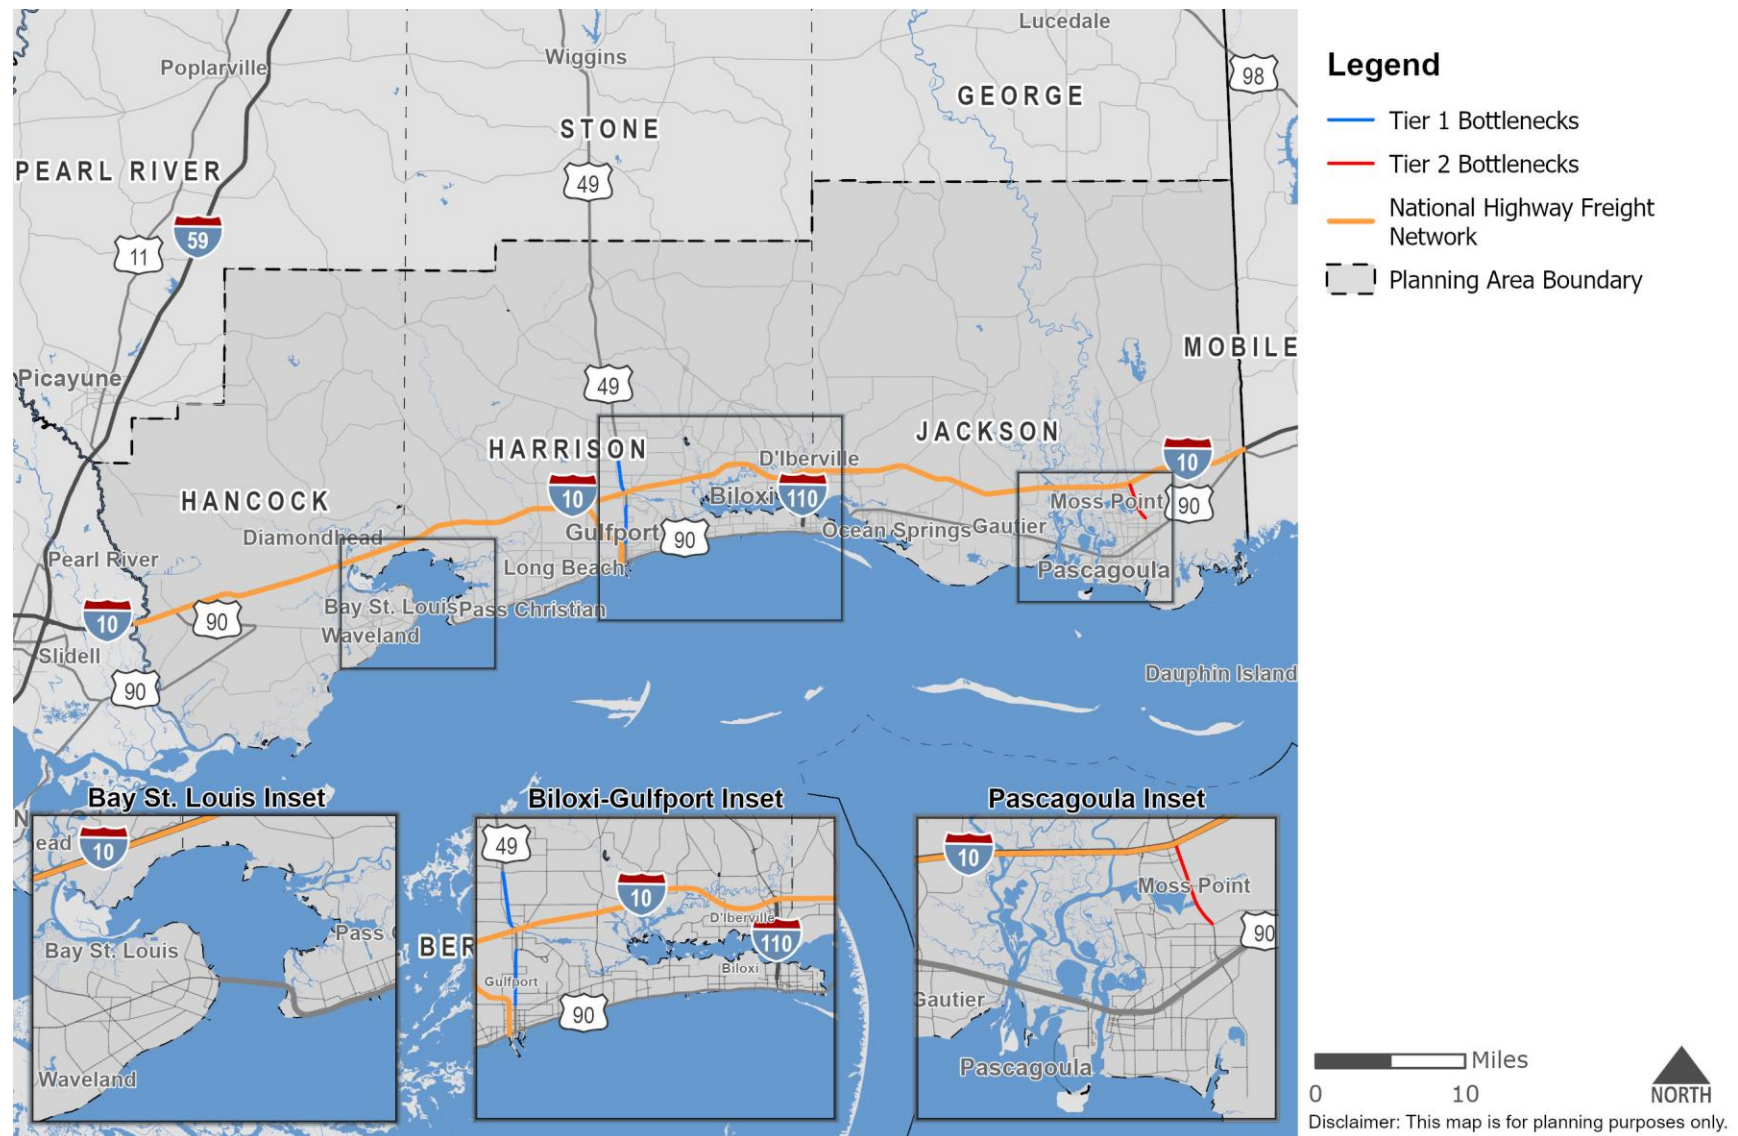 Lucedale
Wiggins
Poplarville
98
GEORGE
STONE
PEARL RIVER
49
59
11
MOBILE
Picayune
49
JACKSON
HARRISON
D'Iberville
10
HANCOCK
10
Biloxi
110
Moss Point
90
Diamondhead
Gulfport
90
Ocean Springs
Gautier
Pearl River
Long Beach
Pascagoula
Bay St. Louis
Pass Christian
10
90
Waveland
Slidell
90
Dauphin Island
Legend
Tier 1 Bottlenecks
Tier 2 Bottlenecks
National Highway Freight
Network
Planning Area Boundary
Bay St. Louis Inset
N
ead
10
Pass C
Bay St. Louis
Waveland
BER
Biloxi-Gulfport Inset
49
10
D'Iberville
110
Biloxi
Gulfport
90
Pascagoula Inset
10
Moss Point
90
Gautier
Pascagoula
Miles
0 10
NORTH
Disclaimer: This map is for planning purposes only.